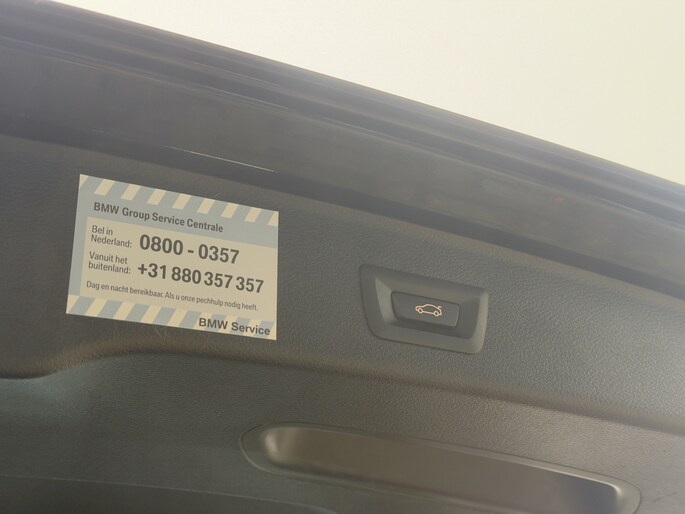 BMW Group Service Centrale
Bel in
Nederland: 0800 - 0357
Vanuit het
buitenland: +31 880 357 357
Dag en nacht bereikbaar. Als u onze pechhulp nodig heeft.
BMW Service